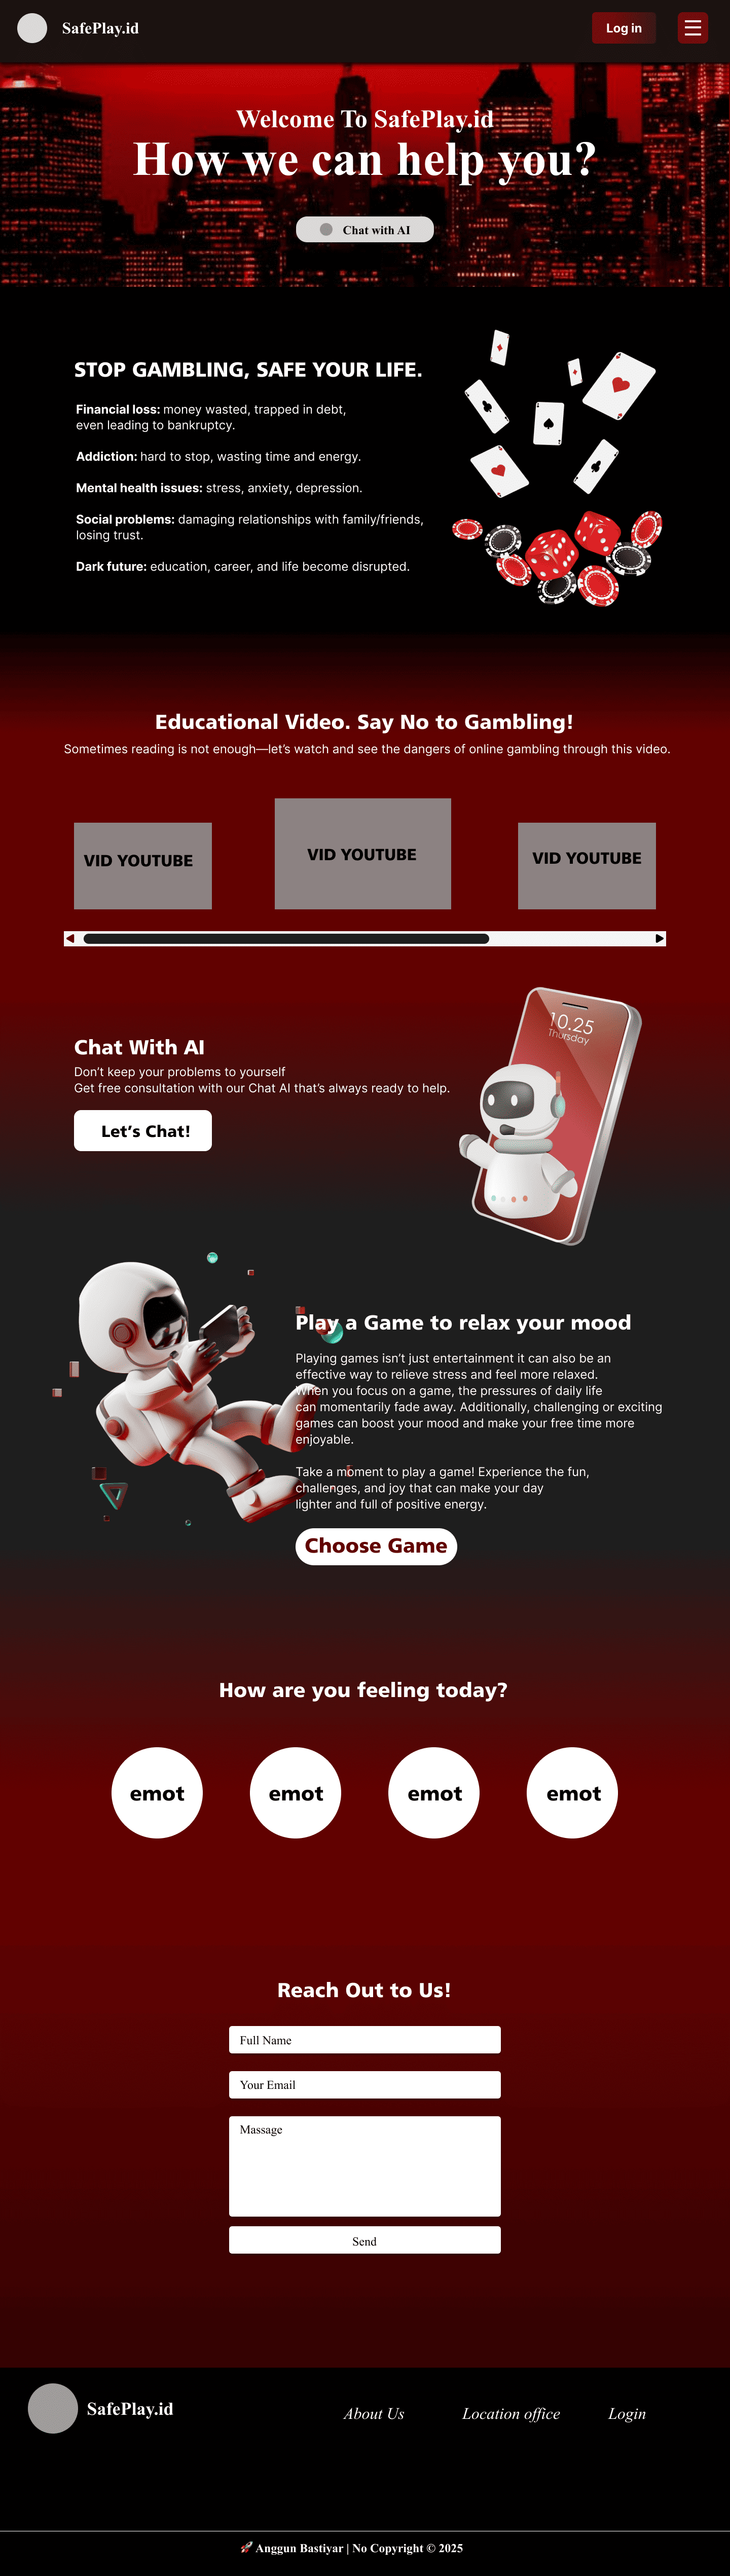 SafePlay.id
Log in
Welcome To SafePlay.id
How we can help you?
Chat with AI
STOP GAMBLING, SAFE YOUR LIFE.
Financial loss: money wasted, trapped in debt,
even leading to bankruptcy.
Addiction: hard to stop, wasting time and energy.
Mental health issues: stress, anxiety, depression.
Social problems: damaging relationships with family/friends,
losing trust.
Dark future: education, career, and life become disrupted.
Educational Video. Say No to Gambling!
Sometimes reading is not enough—let's watch and see the dangers of online gambling through this video.
VID YOUTUBE
VID YOUTUBE
VID YOUTUBE
10.25
Thursday
Chat With AI
Don't keep your problems to yourself
Get free consultation with our Chat AI that's always ready to help.
Let's Chat!
Play a Game to relax your mood
Playing games isn't just entertainment it can also be an
effective way to relieve stress and feel more relaxed.
When you focus on a game, the pressures of daily life
can momentarily fade away. Additionally, challenging or exciting
games can boost your mood and make your free time more
enjoyable.
Take a moment to play a game! Experience the fun,
challenges, and joy that can make your day
lighter and full of positive energy.
Choose Game
How are you feeling today?
emot
emot
emot
emot
Reach Out to Us!
Full Name
Your Email
Massage
Send
SafePlay.id
About Us
Location office
Login
🚀 Anggun Bastiyar | No Copyright © 2025